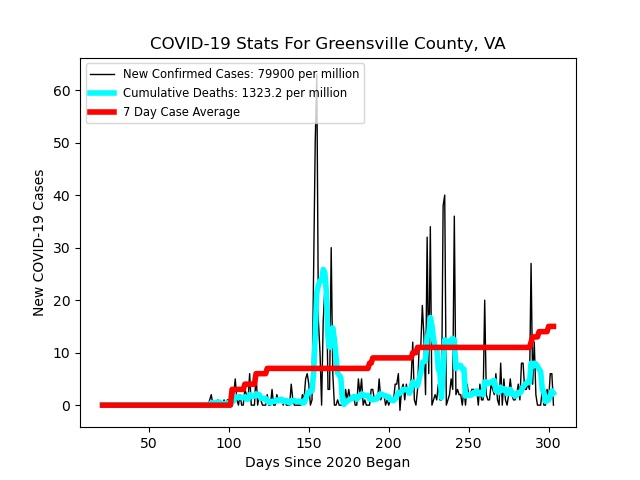 COVID-19 Stats For Greensville County, VA
New Confirmed Cases: 79900 per million
Cumulative Deaths: 1323.2 per million
7 Day Case Average
New COVID-19 Cases
60
50
40
30
20
10
0
50 100 150 200 250 300
Days Since 2020 Began